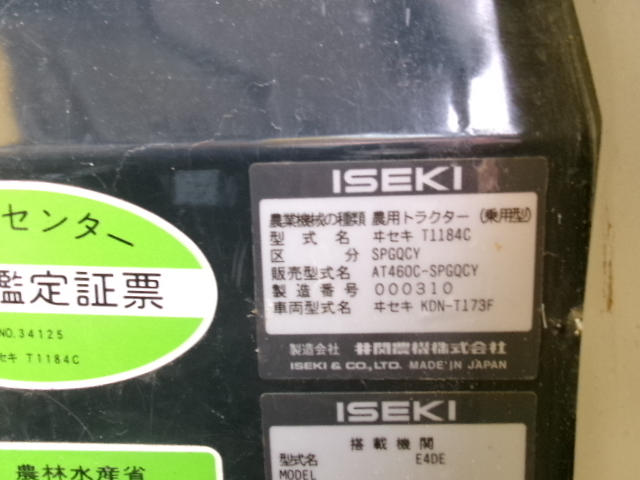 センター
鑑定証票
NO.34125
セキ T1184C
農林水産省
ISEKI
農業機械の種類 農用トラクター (乗用型)
型式名 ヰセキ T1184C
区分 SPGQCY
販売型式名 AT460C-SPGQCY
製造番号 000310
車両型式名 ヰセキ KDN-T173F
製造会社 井関農機株式会社
ISEKI & CO., LTD. MADE IN JAPAN
ISEKI
搭載機関
型式名 E4DE
MODEL